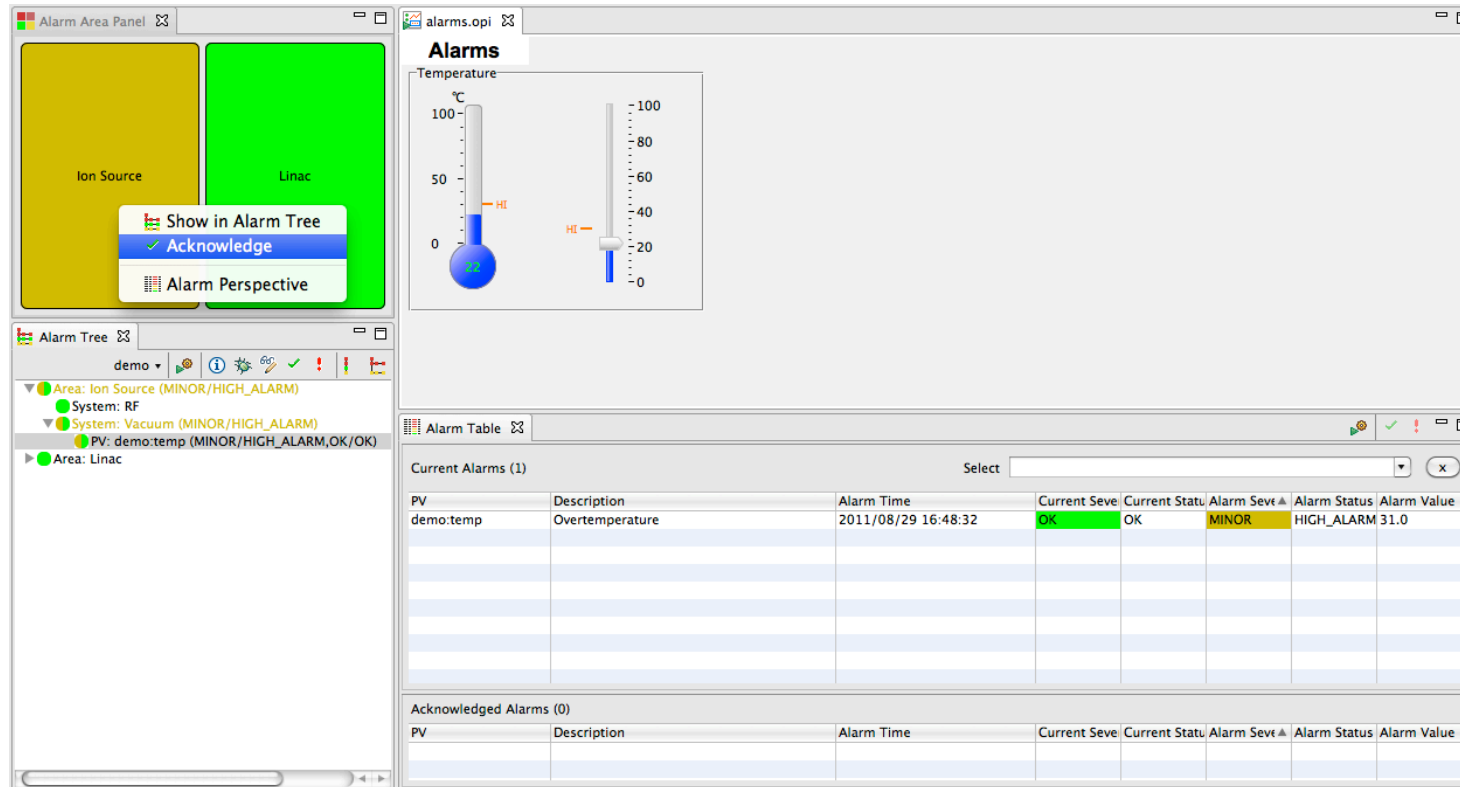 Alarm Area Panel
Ion Source
Linac
Show in Alarm Tree
Acknowledge
Alarm Perspective
Alarm Tree
demo
Area: Ion Source (MINOR/HIGH_ALARM)
System: RF
System: Vacuum (MINOR/HIGH_ALARM)
PV: demo:temp (MINOR/HIGH_ALARM,OK/OK)
Area: Linac
alarms.opi
Alarms
Temperature
℃
100
50
0
HI
22
HI
100
80
60
40
20
0
Alarm Table
Current Alarms (1) Select x
PV Description Alarm Time Current Seve Current Statu Alarm Seve Alarm Status Alarm Value
demo:temp Overtemperature 2011/08/29 16:48:32 OK OK MINOR HIGH_ALARM 31.0
Acknowledged Alarms (0)
PV Description Alarm Time Current Seve Current Statu Alarm Seve Alarm Status Alarm Value